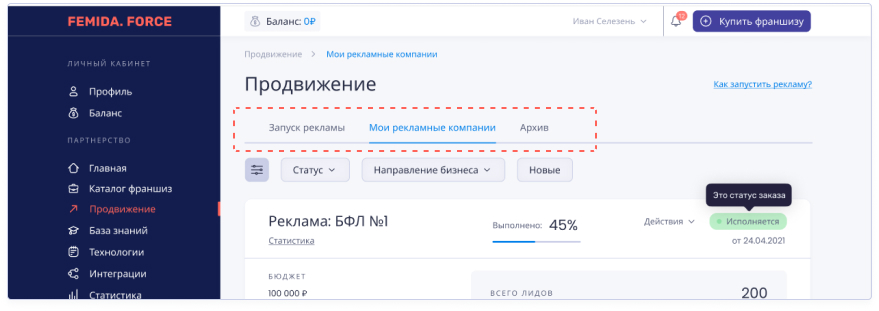 FEMIDA. FORCE
Баланс: 0₽
Иван Селезень
12
Купить франшизу
ЛИЧНЫЙ КАБИНЕТ
Профиль
Баланс
ПАРТНЕРСТВО
Главная
Каталог франшиз
Продвижение
База знаний
Технологии
Интеграции
Статистика
Продвижение > Мои рекламные компании
Продвижение
Как запустить рекламу?
Запуск рекламы Мои рекламные компании Архив
Статус Направление бизнеса Новые
Это статус заказа
Реклама: БФЛ №1
Статистика
Выполнено: 45%
Действия
Исполняется
от 24.04.2021
БЮДЖЕТ
100 000 ₽
ВСЕГО ЛИДОВ 200